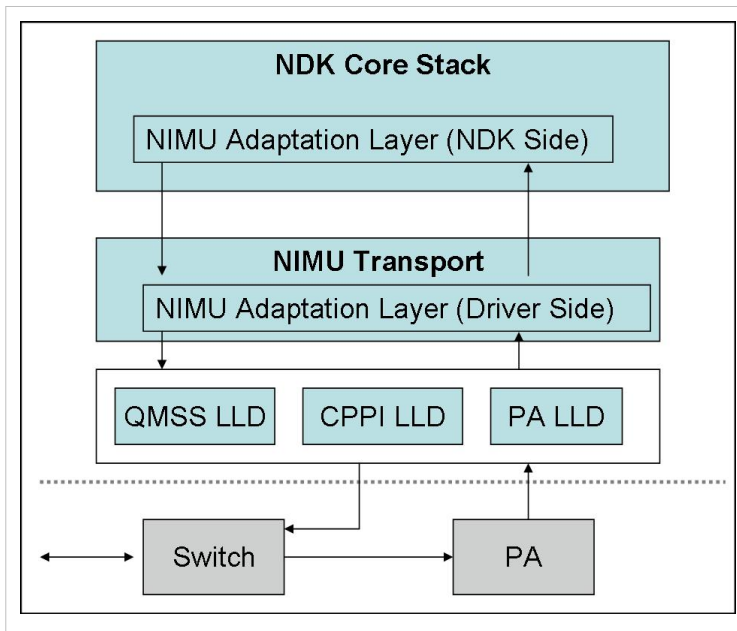 NDK Core Stack
NIMU Adaptation Layer (NDK Side)
NIMU Transport
NIMU Adaptation Layer (Driver Side)
QMSS LLD
CPPI LLD
PA LLD
Switch
PA